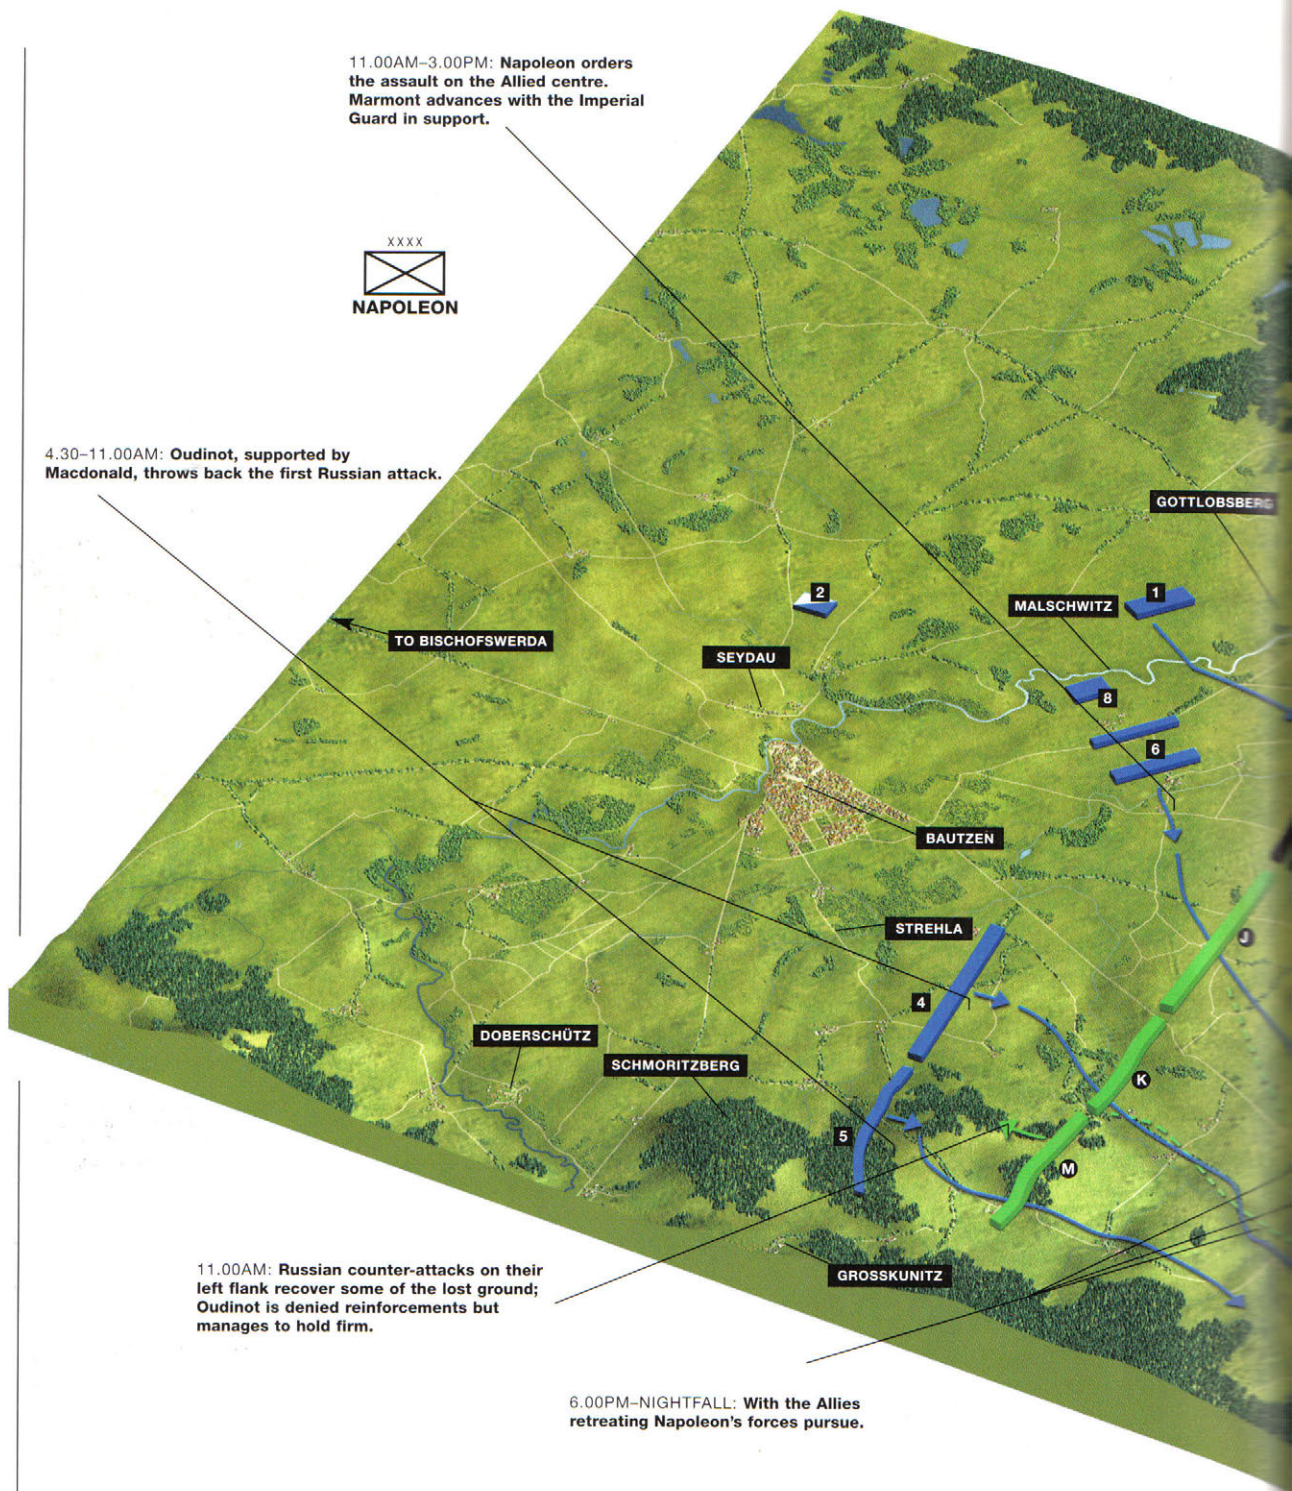 11.00AM–3.00PM: Napoleon orders
the assault on the Allied centre.
Marmont advances with the Imperial
Guard in support.
XXXX
NAPOLEON
4.30–11.00AM: Oudinot, supported by
Macdonald, throws back the first Russian attack.
GOTTLOBSBERG
2
MALSCHWITZ
1
TO BISCHOFSWERDA
SEYDAU
8
6
BAUTZEN
STREHLA
J
4
DOBERSCHÜTZ
SCHMORITZBERG
K
5
M
GROSSKUNITZ
11.00AM: Russian counter-attacks on their
left flank recover some of the lost ground;
Oudinot is denied reinforcements but
manages to hold firm.
6.00PM–NIGHTFALL: With the Allies
retreating Napoleon's forces pursue.